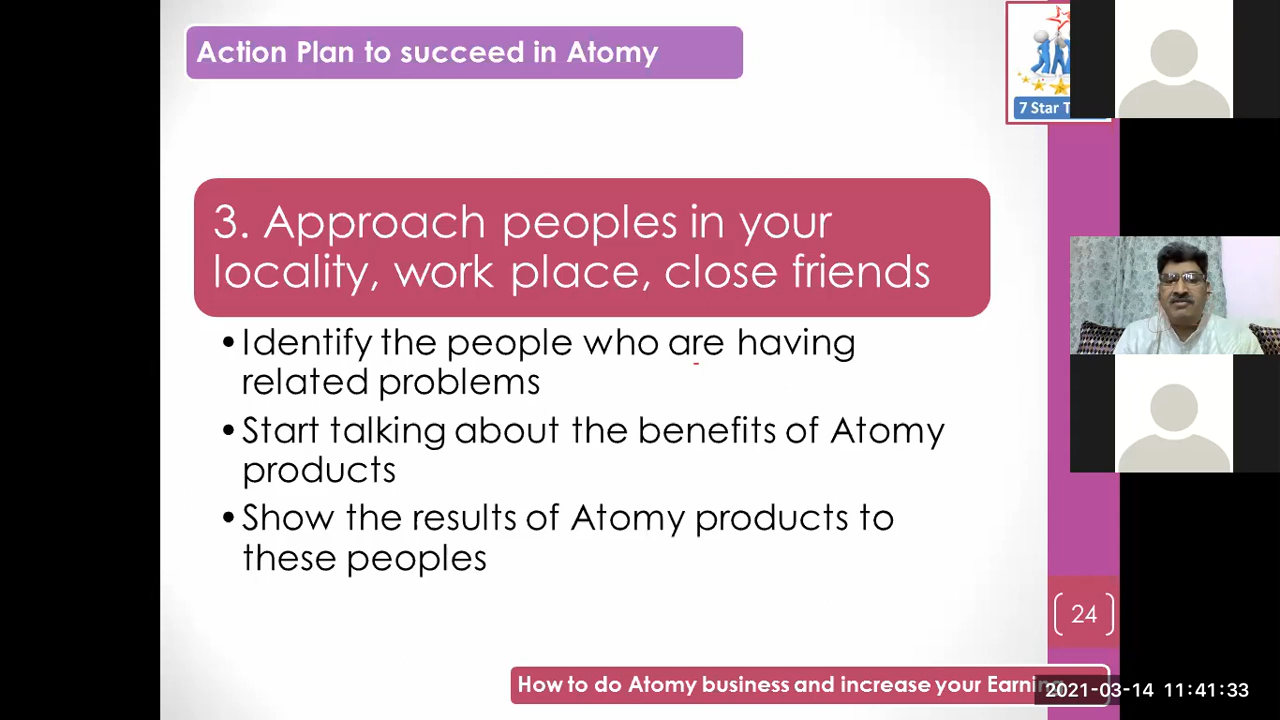 Action Plan to succeed in Atomy
7 Star
3. Approach peoples in your
locality, work place, close friends
•Identify the people who are having
related problems
•Start talking about the benefits of Atomy
products
•Show the results of Atomy products to
these peoples
24
How to do Atomy business and increase your
2021-03-14 11:41:33